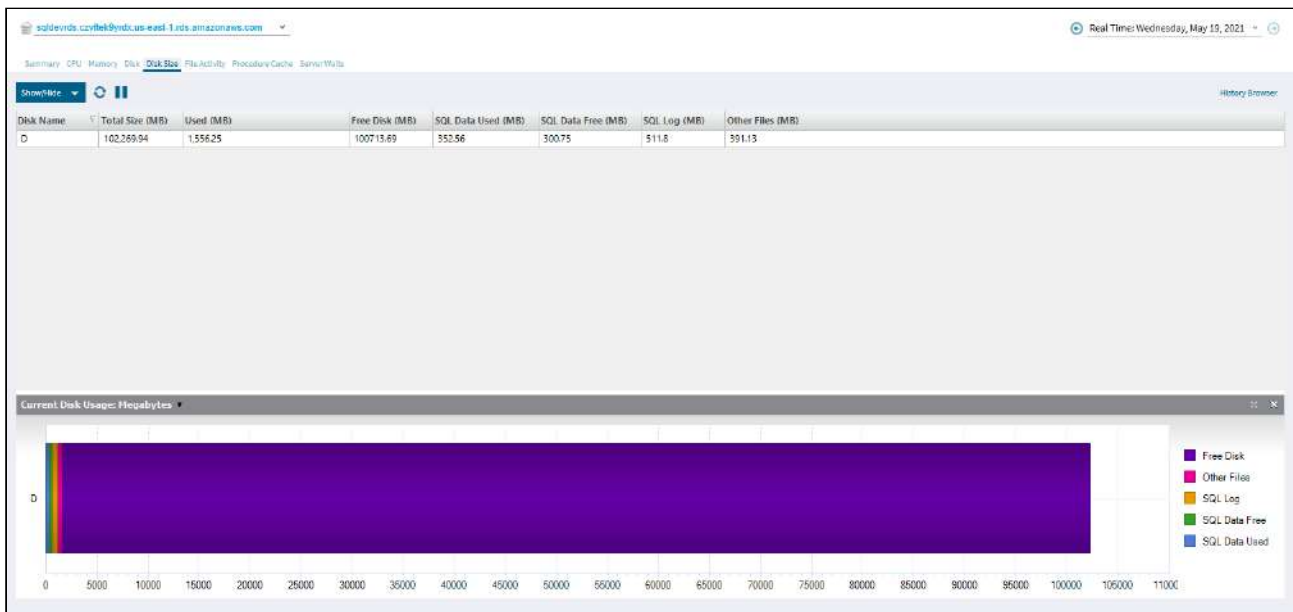 sqldevrds.czvitek9yrdx.us-east-1.rds.amazonaws.com
Real Time: Wednesday, May 19, 2021
Summary CPU Memory Disk Disk Size File Activity Procedure Cache Server Waits
Show/Hide
History Browser
Disk Name Total Size (MB) Used (MB) Free Disk (MB) SQL Data Used (MB) SQL Data Free (MB) SQL Log (MB) Other Files (MB)
D 102,269.94 1,556.25 100713.69 352.56 300.75 511.8 391.13
Current Disk Usage: Megabytes
D
Free Disk
Other Files
SQL Log
SQL Data Free
SQL Data Used
0 5000 10000 15000 20000 25000 30000 35000 40000 45000 50000 55000 60000 65000 70000 75000 80000 85000 90000 95000 100000 105000 11000